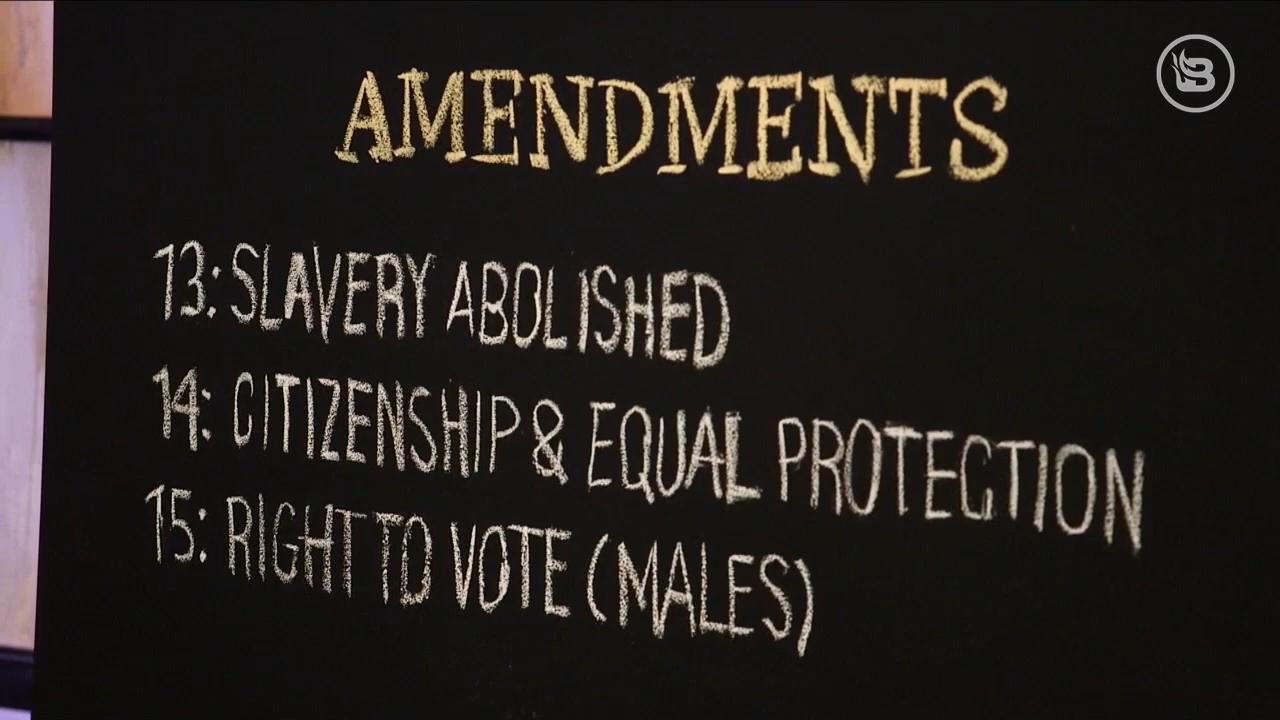 AMENDMENTS
13: SLAVERY ABOLISHED
14: CITIZENSHIP & EQUAL PROTECTION
15: RIGHT TO VOTE (MALES)
B